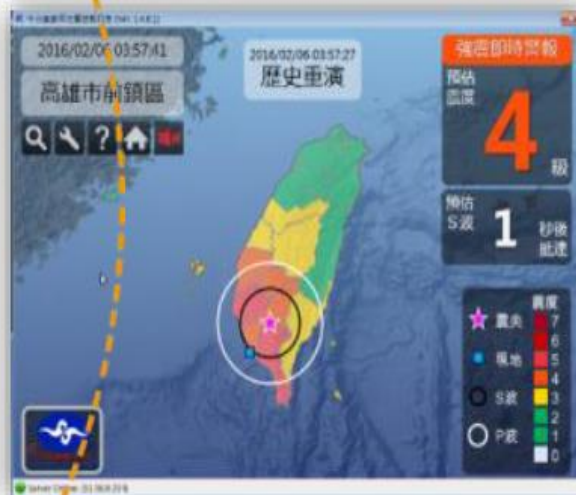 2016/02/06 03:57:41
高雄市前鎮區
2016/02/06 03:57:27
歷史重演
強震即時警報
預估
震度
4
級
預估
S波
1
秒後
抵達
震度
震央
現地
S波
P波
7
6
5
4
3
2
1
0